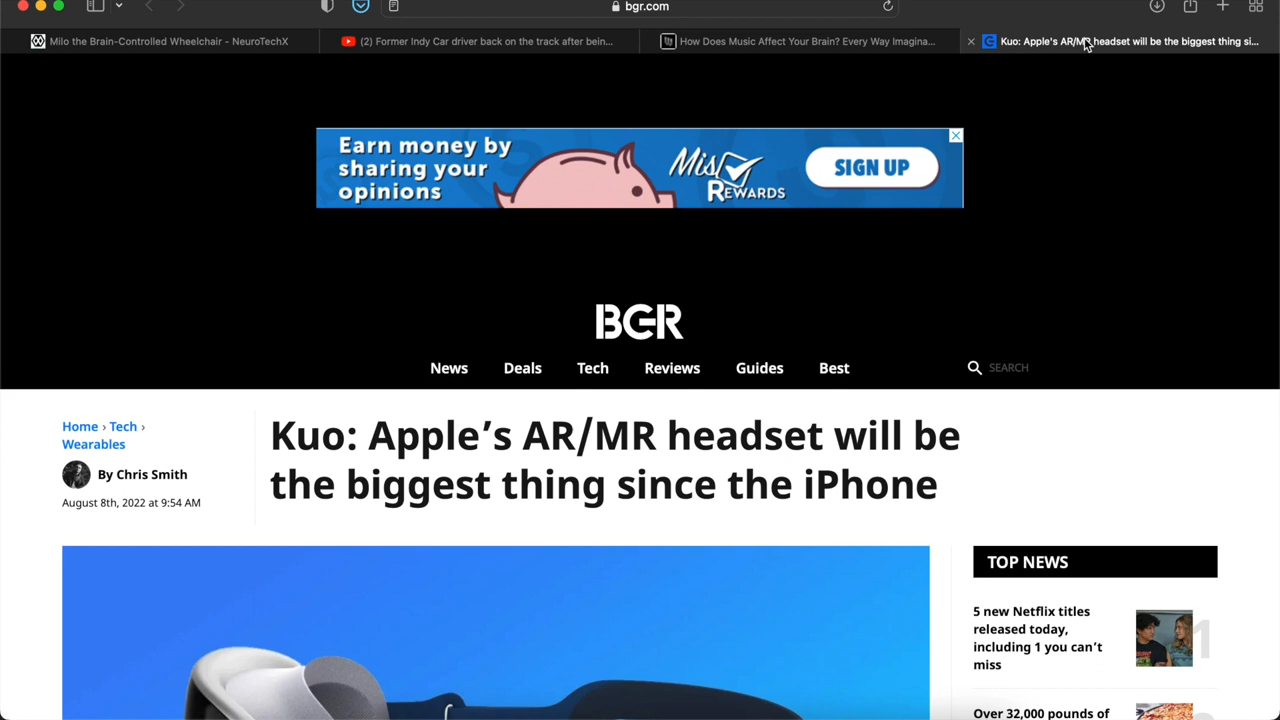 bgr.com
Milo the Brain-Controlled Wheelchair - NeuroTechX
(2) Former Indy Car driver back on the track after bein...
How Does Music Affect Your Brain? Every Way Imagina...
Kuo: Apple's AR/MR headset will be the biggest thing si...
Earn money by
sharing your
opinions
Mis
REWARDS
SIGN UP
BGR
News Deals Tech Reviews Guides Best
SEARCH
Home › Tech ›
Wearables
By Chris Smith
August 8th, 2022 at 9:54 AM
Kuo: Apple’s AR/MR headset will be
the biggest thing since the iPhone
TOP NEWS
5 new Netflix titles
released today,
including 1 you can’t
miss
1
Over 32,000 pounds of